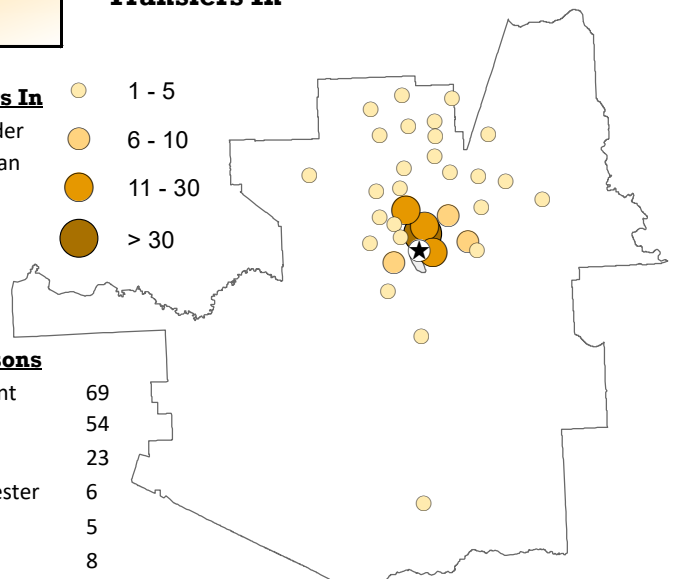 Transfers In
s In
der
an
1 - 5
6 - 10
11 - 30
> 30
sons
nt 69
54
23
ester 6
5
8